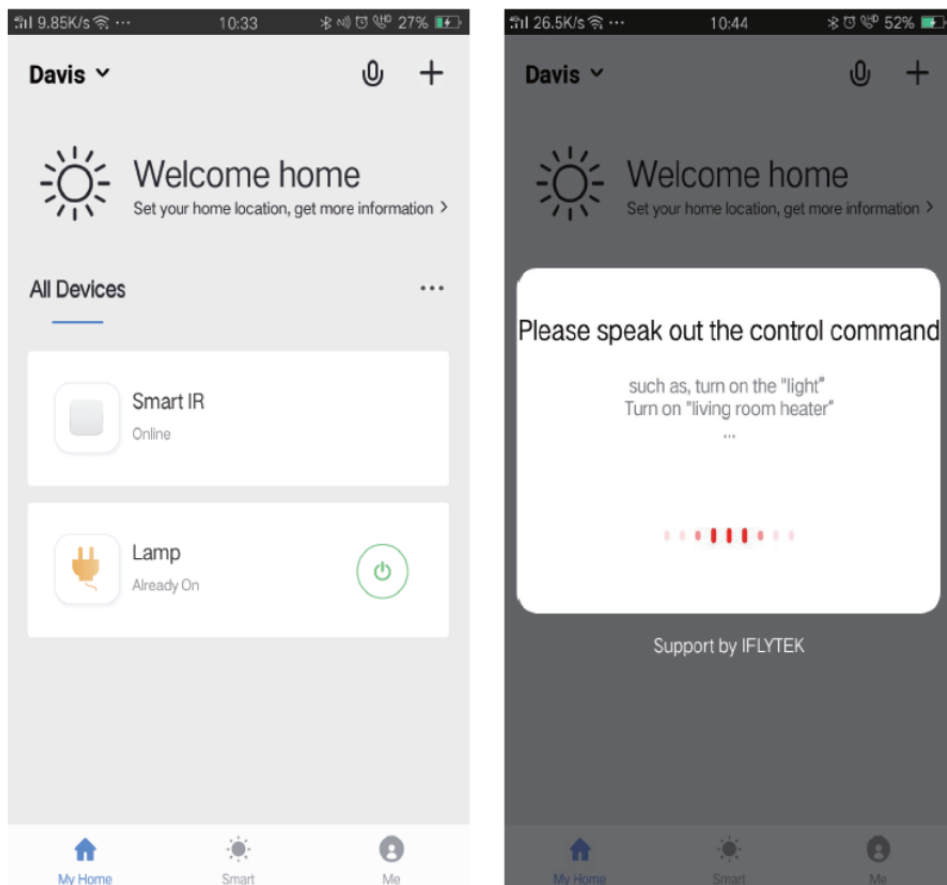 9.85K/s ··· 10:33 27%
Davis
Welcome home
Set your home location, get more information >
All Devices
...
Smart IR
Online
Lamp
Already On
My Home Smart Me
26.5K/s ··· 10:44 52%
Davis
Welcome home
Set your home location, get more information >
Please speak out the control command
such as, turn on the "light"
Turn on "living room heater"
...
Support by IFLYTEK
My Home Smart Me